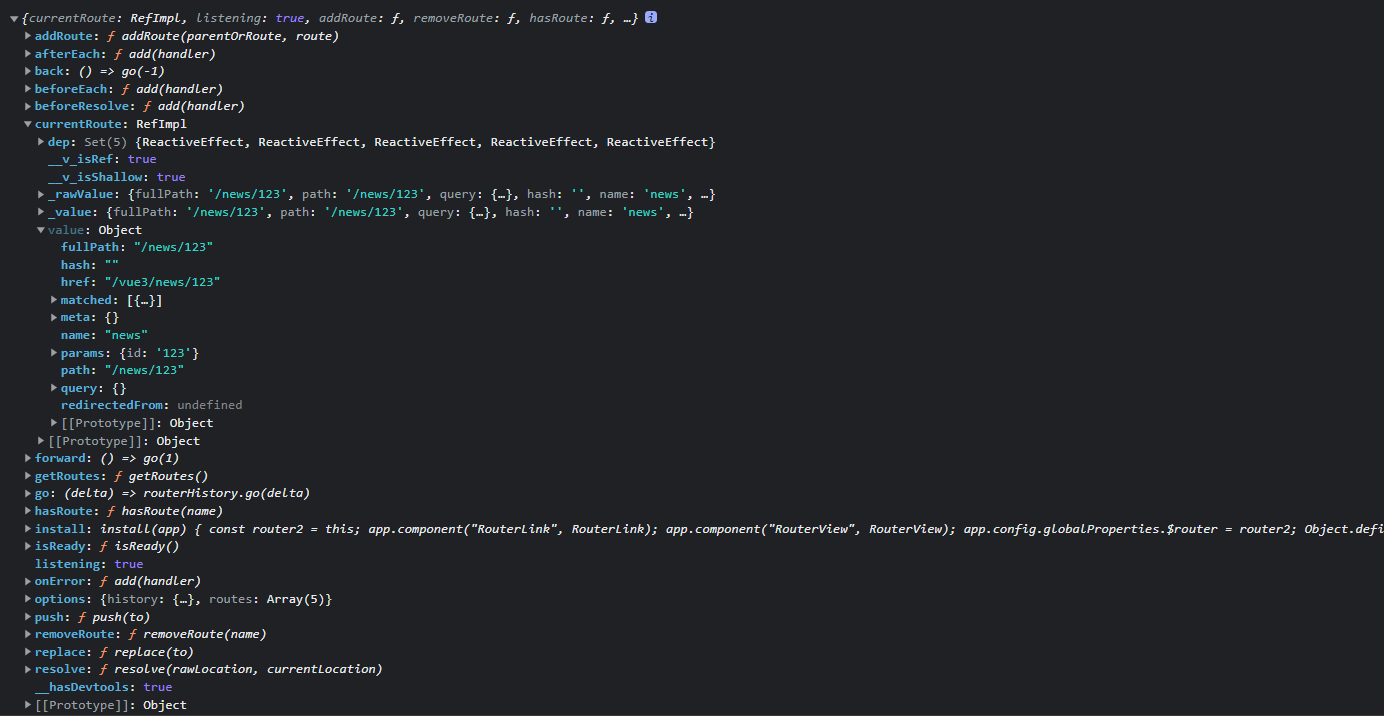 {currentRoute: RefImpl, listening: true, addRoute: ƒ, removeRoute: ƒ, hasRoute: ƒ, …} i
addRoute: ƒ addRoute(parentOrRoute, route)
afterEach: ƒ add(handler)
back: () => go(-1)
beforeEach: ƒ add(handler)
beforeResolve: ƒ add(handler)
currentRoute: RefImpl
dep: Set(5) {ReactiveEffect, ReactiveEffect, ReactiveEffect, ReactiveEffect, ReactiveEffect}
__v_isRef: true
__v_isShallow: true
_rawValue: {fullPath: '/news/123', path: '/news/123', query: {…}, hash: '', name: 'news', …}
_value: {fullPath: '/news/123', path: '/news/123', query: {…}, hash: '', name: 'news', …}
value: Object
fullPath: "/news/123"
hash: ""
href: "/vue3/news/123"
matched: [{…}]
meta: {}
name: "news"
params: {id: '123'}
path: "/news/123"
query: {}
redirectedFrom: undefined
[[Prototype]]: Object
[[Prototype]]: Object
forward: () => go(1)
getRoutes: ƒ getRoutes()
go: (delta) => routerHistory.go(delta)
hasRoute: ƒ hasRoute(name)
install: install(app) { const router2 = this; app.component("RouterLink", RouterLink); app.component("RouterView", RouterView); app.config.globalProperties.$router = router2; Object.defi
isReady: ƒ isReady()
listening: true
onError: ƒ add(handler)
options: {history: {…}, routes: Array(5)}
push: ƒ push(to)
removeRoute: ƒ removeRoute(name)
replace: ƒ replace(to)
resolve: ƒ resolve(rawLocation, currentLocation)
__hasDevtools: true
[[Prototype]]: Object